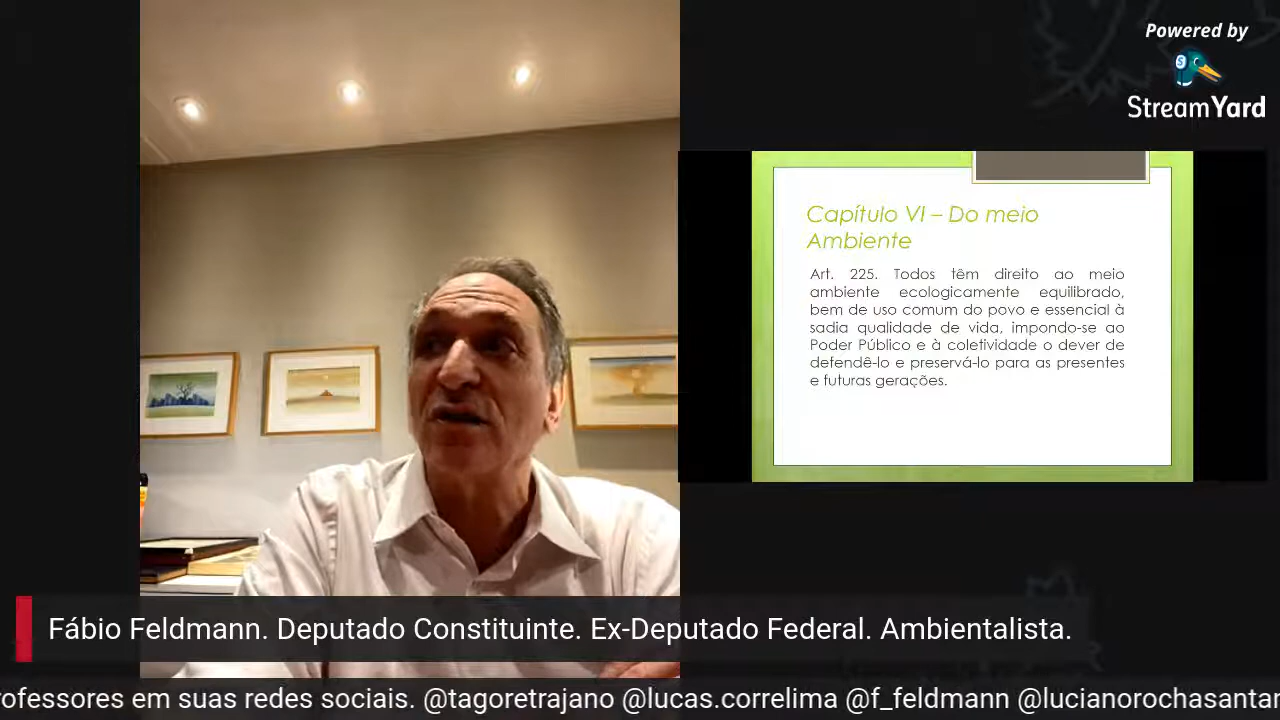 Powered by
StreamYard
Capítulo VI – Do meio
Ambiente
Art. 225. Todos têm direito ao meio
ambiente ecologicamente equilibrado,
bem de uso comum do povo e essencial à
sadia qualidade de vida, impondo-se ao
Poder Público e à coletividade o dever de
defendê-lo e preservá-lo para as presentes
e futuras gerações.
Fábio Feldmann. Deputado Constituinte. Ex-Deputado Federal. Ambientalista.
rofessores em suas redes sociais. @tagoretrajano @lucas.correlima @f_feldmann @lucianorochasantan